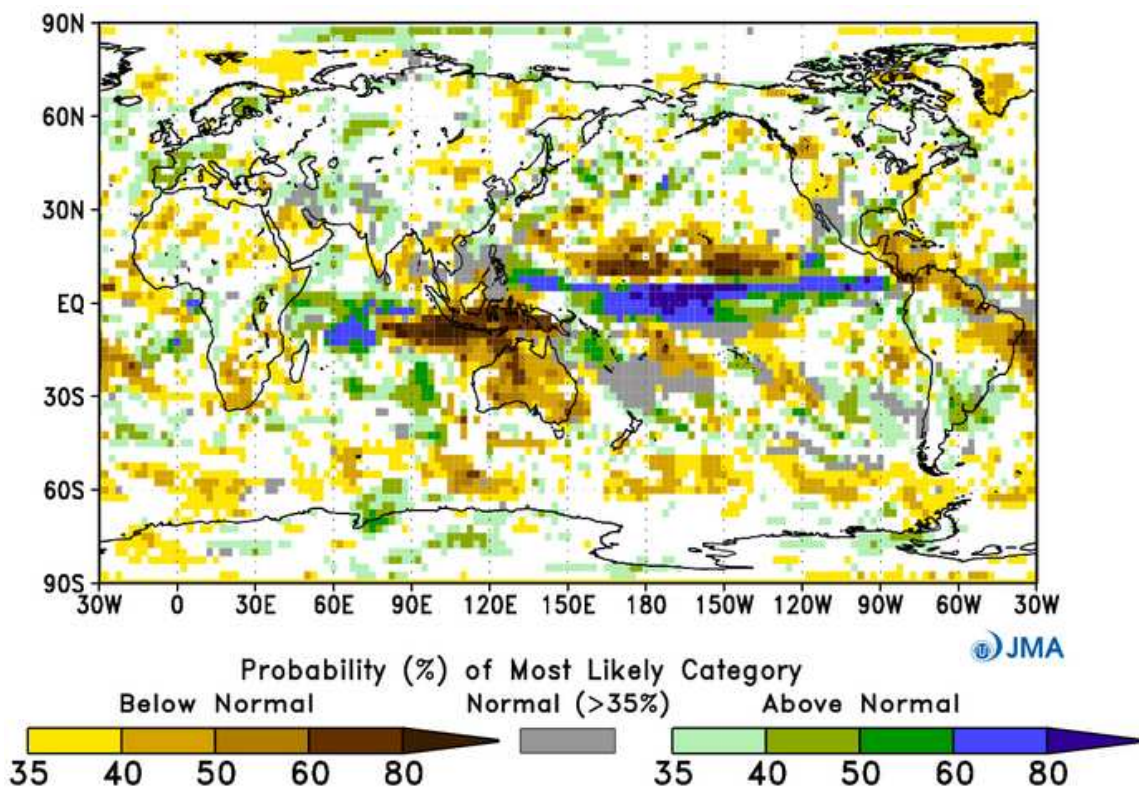 90N
60N
30N
EQ
30S
60S
90S
30W 0 30E 60E 90E 120E 150E 180 150W 120W 90W 60W 30W
JMA
Probability (%) of Most Likely Category
Below Normal Normal (>35%) Above Normal
35 40 50 60 80 35 40 50 60 80